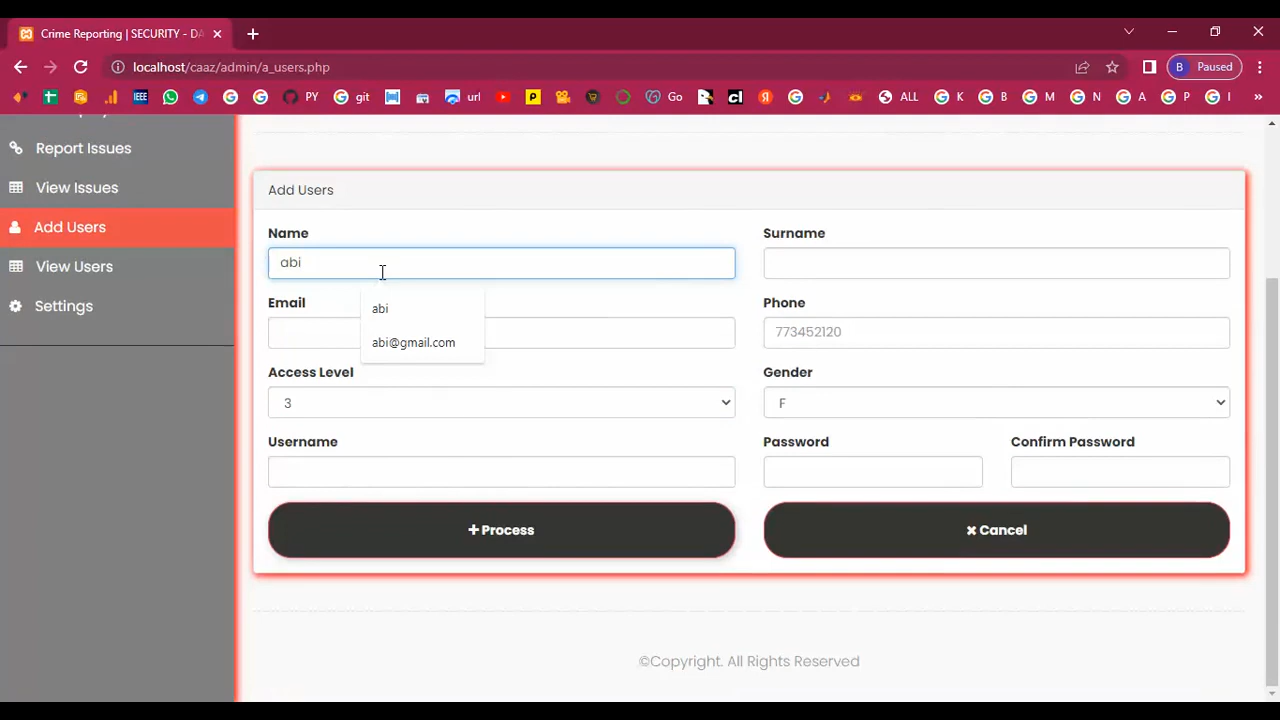 Crime Reporting | SECURITY - DA
localhost/caaz/admin/a_users.php
B Paused
IEEE PY git url Go ALL K B M N A P I »
Report Issues
View Issues
Add Users
View Users
Settings
Add Users
Name Surname
abi
Email Phone
abi
773452120
abi@gmail.com
Access Level Gender
3 F
Username Password Confirm Password
Process Cancel
©Copyright. All Rights Reserved